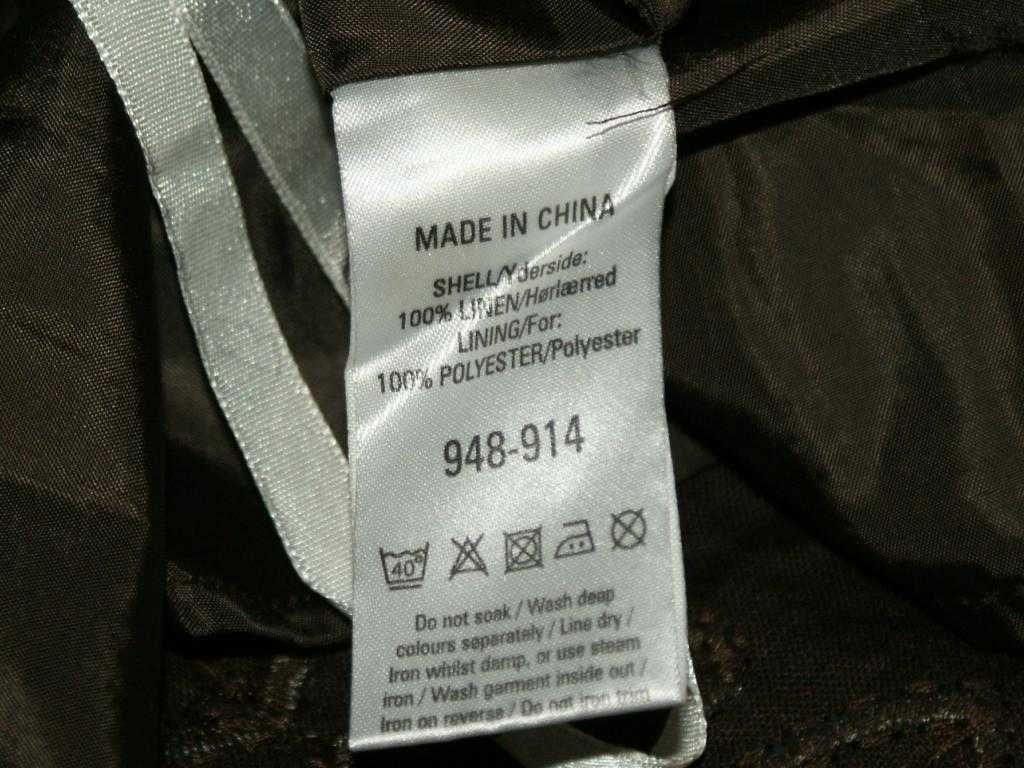 MADE IN CHINA
SHELL/Yderside:
100% LINEN/Hørlærred
LINING/For:
100% POLYESTER/Polyester
948-914
40°
Do not soak / Wash deep
colours separately / Line dry /
Iron whilst damp, or use steam
iron / Wash garment inside out /
Iron on reverse / Do not iron trim